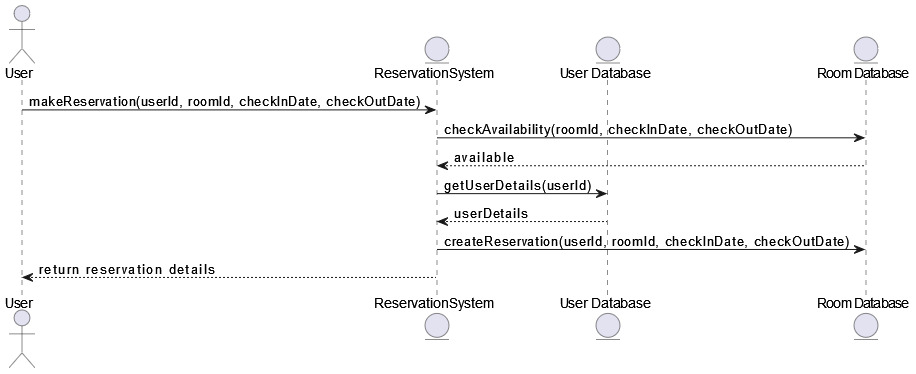 User
ReservationSystem
User Database
Room Database
makeReservation(userId, roomId, checkInDate, checkOutDate)
checkAvailability(roomId, checkInDate, checkOutDate)
available
getUserDetails(userId)
userDetails
createReservation(userId, roomId, checkInDate, checkOutDate)
return reservation details
User
ReservationSystem
User Database
Room Database